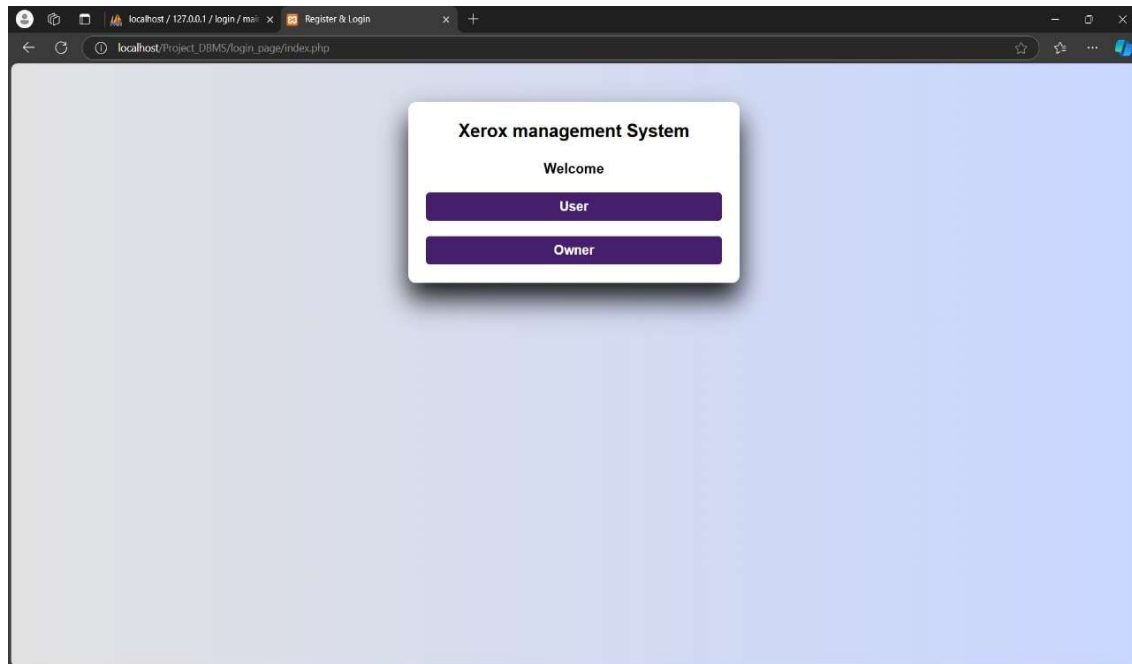 localhost / 127.0.0.1 / login / mai
Register & Login
localhost/Project_DBMS/login_page/index.php
Xerox management System
Welcome
User
Owner